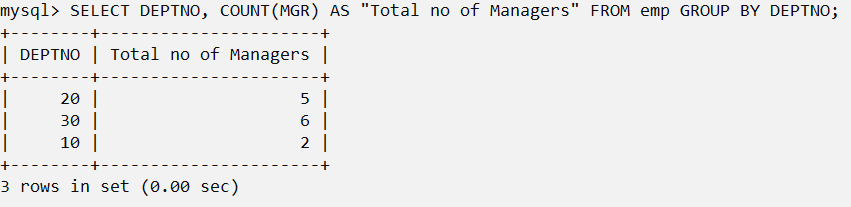 mysql> SELECT DEPTNO, COUNT(MGR) AS "Total no of Managers" FROM emp GROUP BY DEPTNO;
+--------+----------------------+
| DEPTNO | Total no of Managers |
+--------+----------------------+
|     20 |                    5 |
|     30 |                    6 |
|     10 |                    2 |
+--------+----------------------+
3 rows in set (0.00 sec)